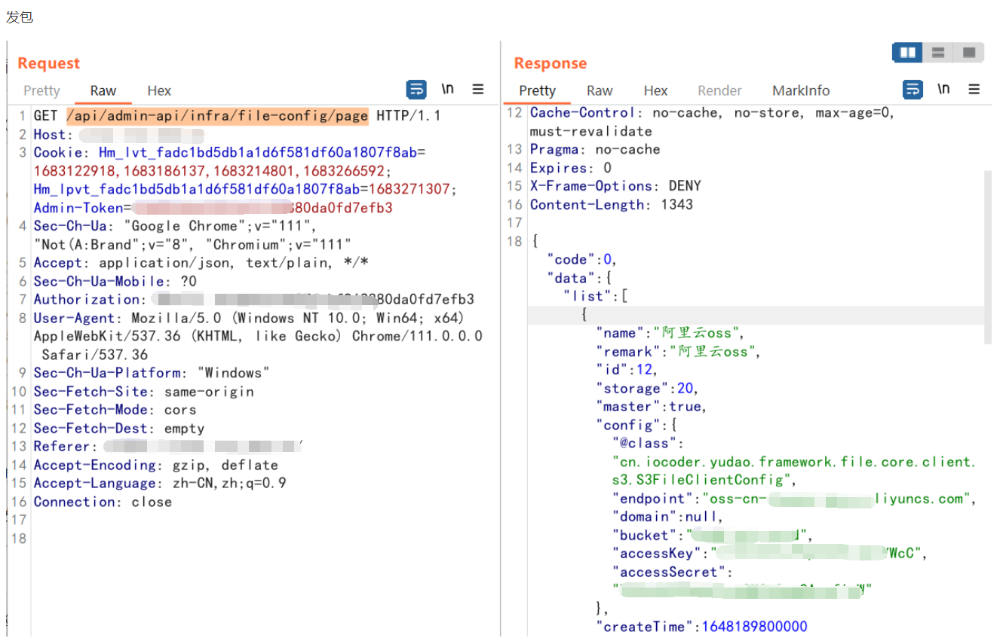 发包
Request
Pretty Raw Hex \n
1 GET /api/admin-api/infra/file-config/page HTTP/1.1
2 Host:
3 Cookie: Hm_lvt_fadc1bd5db1a1d6f581df60a1807f8ab=
1683122918,1683186137,1683214801,1683266592;
Hm_lpvt_fadc1bd5db1a1d6f581df60a1807f8ab=1683271307;
Admin-Token=880da0fd7efb3
4 Sec-Ch-Ua: "Google Chrome";v="111",
"Not(A:Brand";v="8", "Chromium";v="111"
5 Accept: application/json, text/plain, */*
6 Sec-Ch-Ua-Mobile: ?0
7 Authorization: 80da0fd7efb3
8 User-Agent: Mozilla/5.0 (Windows NT 10.0; Win64; x64)
AppleWebKit/537.36 (KHTML, like Gecko) Chrome/111.0.0.0
Safari/537.36
9 Sec-Ch-Ua-Platform: "Windows"
10 Sec-Fetch-Site: same-origin
11 Sec-Fetch-Mode: cors
12 Sec-Fetch-Dest: empty
13 Referer: /
14 Accept-Encoding: gzip, deflate
15 Accept-Language: zh-CN,zh;q=0.9
16 Connection: close
17
18
Response
Pretty Raw Hex Render MarkInfo \n
12 Cache-Control: no-cache, no-store, max-age=0,
must-revalidate
13 Pragma: no-cache
14 Expires: 0
15 X-Frame-Options: DENY
16 Content-Length: 1343
17
18 {
"code":0,
"data":{
"list":[
{
"name":"阿里云oss",
"remark":"阿里云oss",
"id":12,
"storage":20,
"master":true,
"config":{
"@class":
"cn.iocoder.yudao.framework.file.core.client.
s3.S3FileClientConfig",
"endpoint":"oss-cn-liyuncs.com",
"domain":null,
"bucket":"",
"accessKey":"WcC",
"accessSecret":
""
},
"createTime":1648189800000